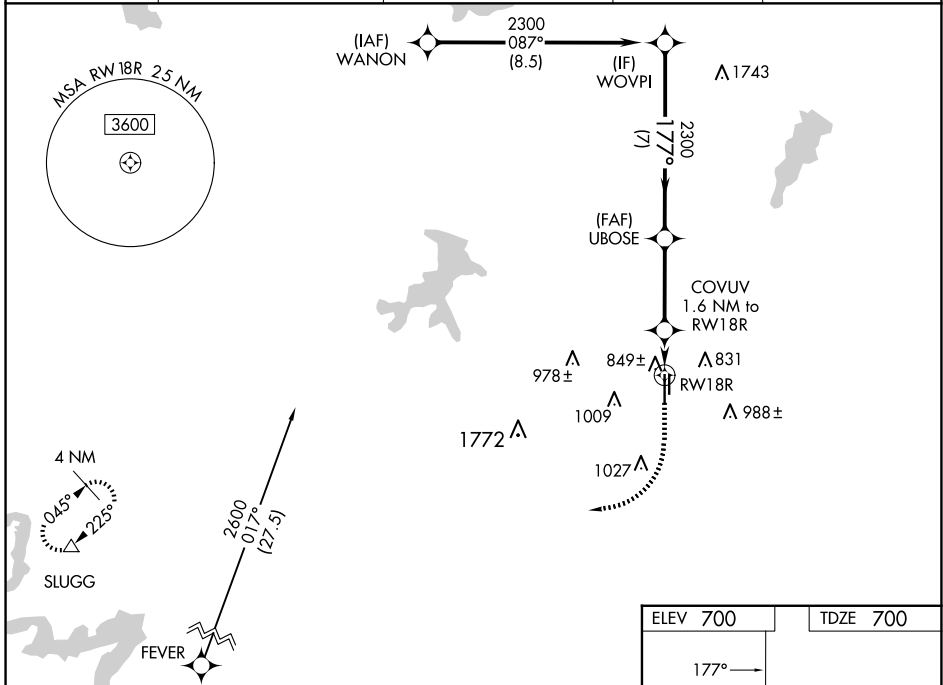 MSA RW18R 25 NM
3600
(IAF)
WANON
2300
087°
(8.5)
(IF)
WOVPI
1743
2300
177°
(7)
(FAF)
UBOSE
COVUV
1.6 NM to
RW18R
978±
849±
831
RW18R
1009
988±
1772
1027
4 NM
045°
225°
SLUGG
2600
017°
(27.5)
FEVER
ELEV 700
TDZE 700
177°